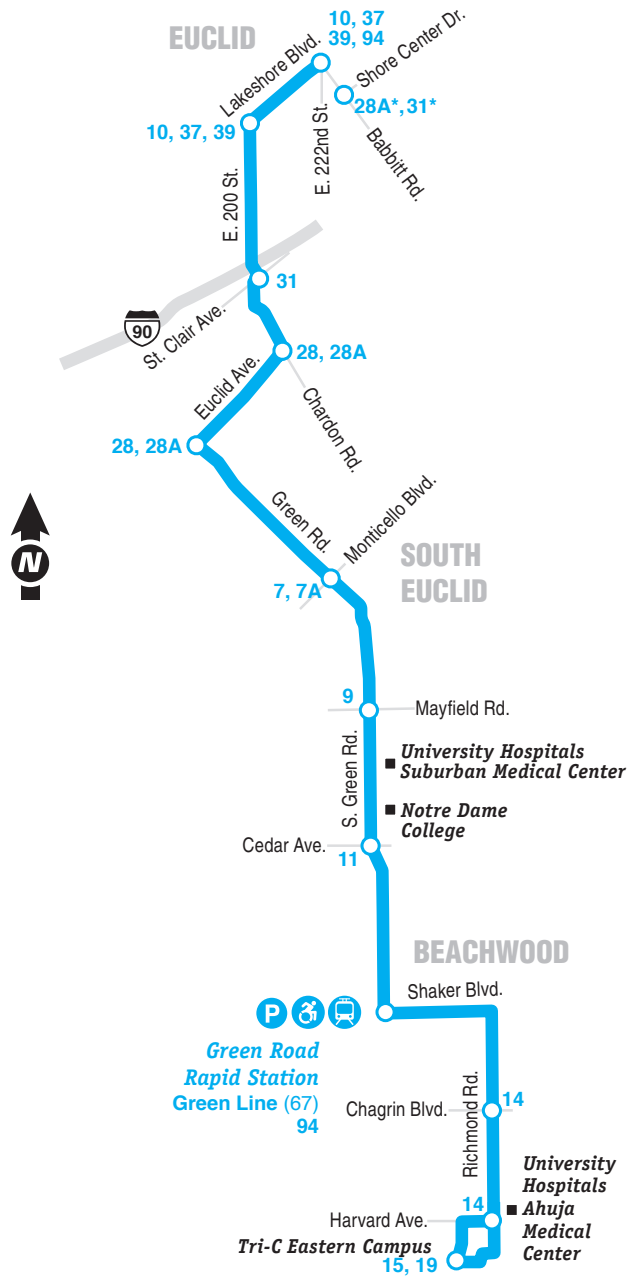 EUCLID
10, 37
39, 94
Lakeshore Blvd.
Shore Center Dr.
28A*, 31*
10, 37, 39
E. 222nd St.
Babbitt Rd.
E. 200 St.
31
90
St. Clair Ave.
28, 28A
Euclid Ave.
Chardon Rd.
28, 28A
Green Rd.
Monticello Blvd.
N
SOUTH
EUCLID
7, 7A
9
Mayfield Rd.
S. Green Rd.
University Hospitals
Suburban Medical Center
Notre Dame
College
Cedar Ave.
11
BEACHWOOD
Shaker Blvd.
P
Green Road
Rapid Station
Green Line (67)
94
Richmond Rd.
Chagrin Blvd.
14
University
Hospitals
Ahuja
Medical
Center
14
Harvard Ave.
Tri-C Eastern Campus
15, 19